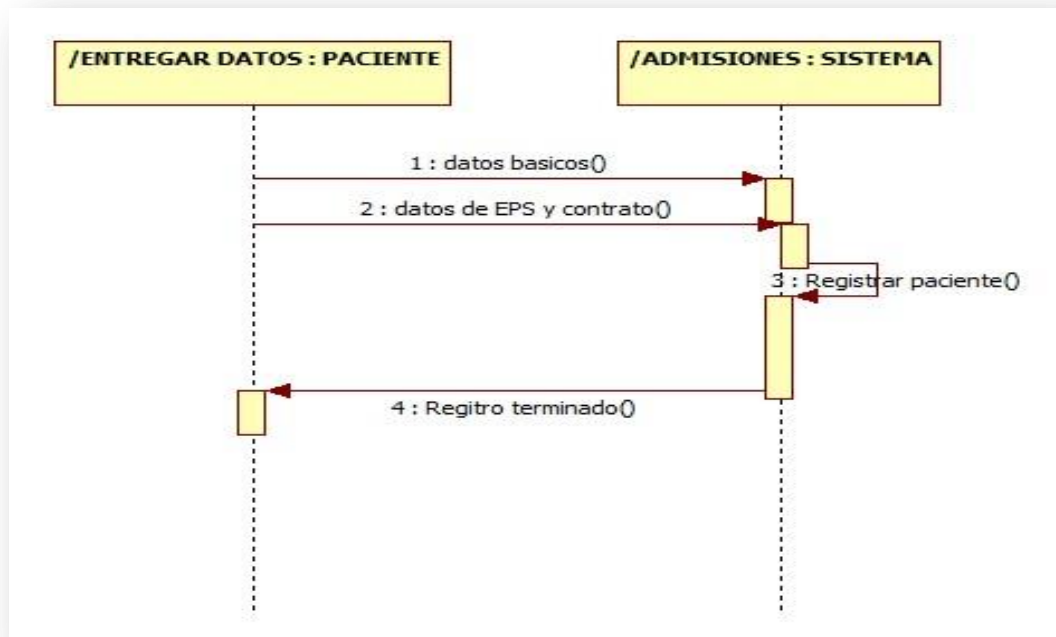 /ENTREGAR DATOS : PACIENTE
/ADMISIONES : SISTEMA
1 : datos basicos()
2 : datos de EPS y contrato()
3 : Registrar paciente()
4 : Regitro terminado()